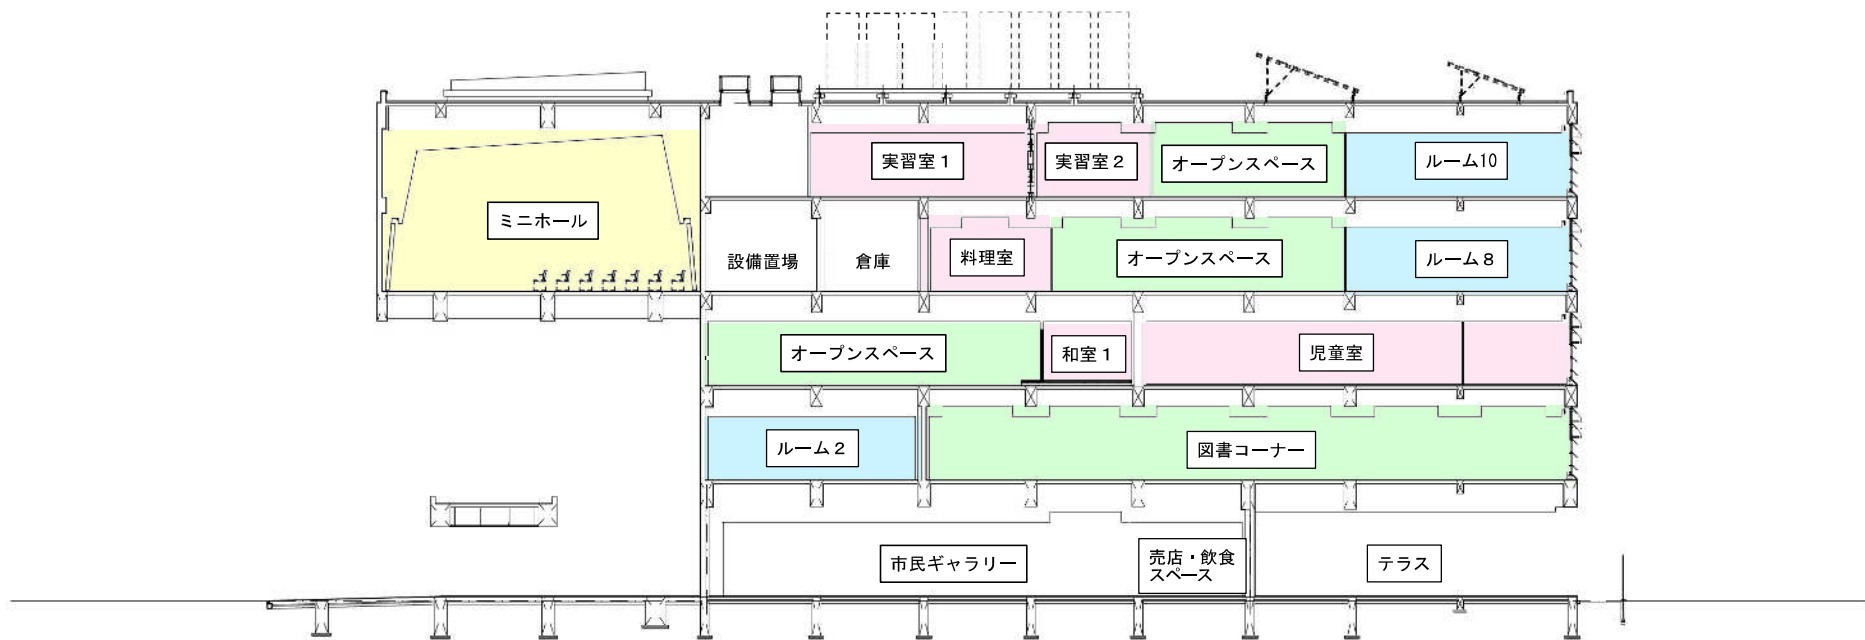 実習室1
実習室2
オープンスペース
ルーム10
ミニホール
設備置場
倉庫
料理室
オープンスペース
ルーム8
オープンスペース
和室1
児童室
ルーム2
図書コーナー
市民ギャラリー
売店・飲食
スペース
テラス